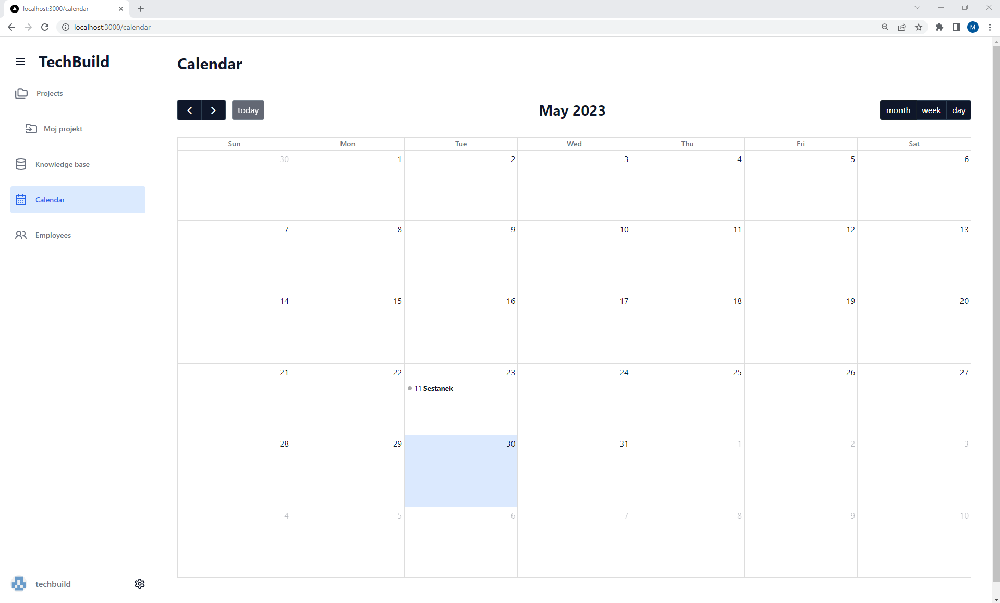 localhost:3000/calendar
localhost:3000/calendar
M
TechBuild
Projects
Moj projekt
Knowledge base
Calendar
Employees
techbuild
Calendar
today
May 2023
month week day
Sun Mon Tue Wed Thu Fri Sat
30 1 2 3 4 5 6
7 8 9 10 11 12 13
14 15 16 17 18 19 20
21 22 23 24 25 26 27
11 Sestanek
28 29 30 31 1 2 3
4 5 6 7 8 9 10